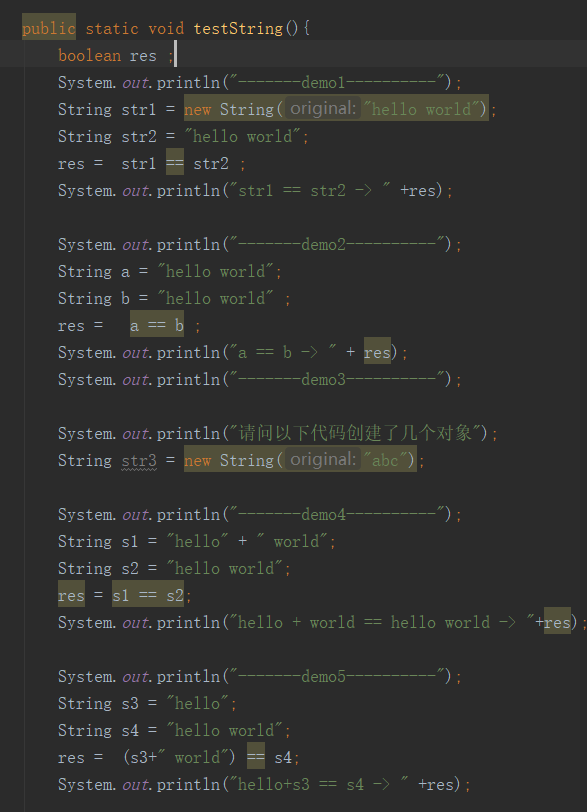 public static void testString(){
boolean res ;
System.out.println("-------demo1----------");
String str1 = new String( original: "hello world");
String str2 = "hello world";
res =  str1 == str2 ;
System.out.println("str1 == str2 -> " +res);
System.out.println("-------demo2----------");
String a = "hello world";
String b = "hello world" ;
res =   a == b ;
System.out.println("a == b -> " + res);
System.out.println("-------demo3----------");
System.out.println("请问以下代码创建了几个对象");
String str3 = new String( original: "abc");
System.out.println("-------demo4----------");
String s1 = "hello" + " world";
String s2 = "hello world";
res = s1 == s2;
System.out.println("hello + world == hello world -> "+res);
System.out.println("-------demo5----------");
String s3 = "hello";
String s4 = "hello world";
res =  (s3+" world") == s4;
System.out.println("hello+s3 == s4 -> " +res);